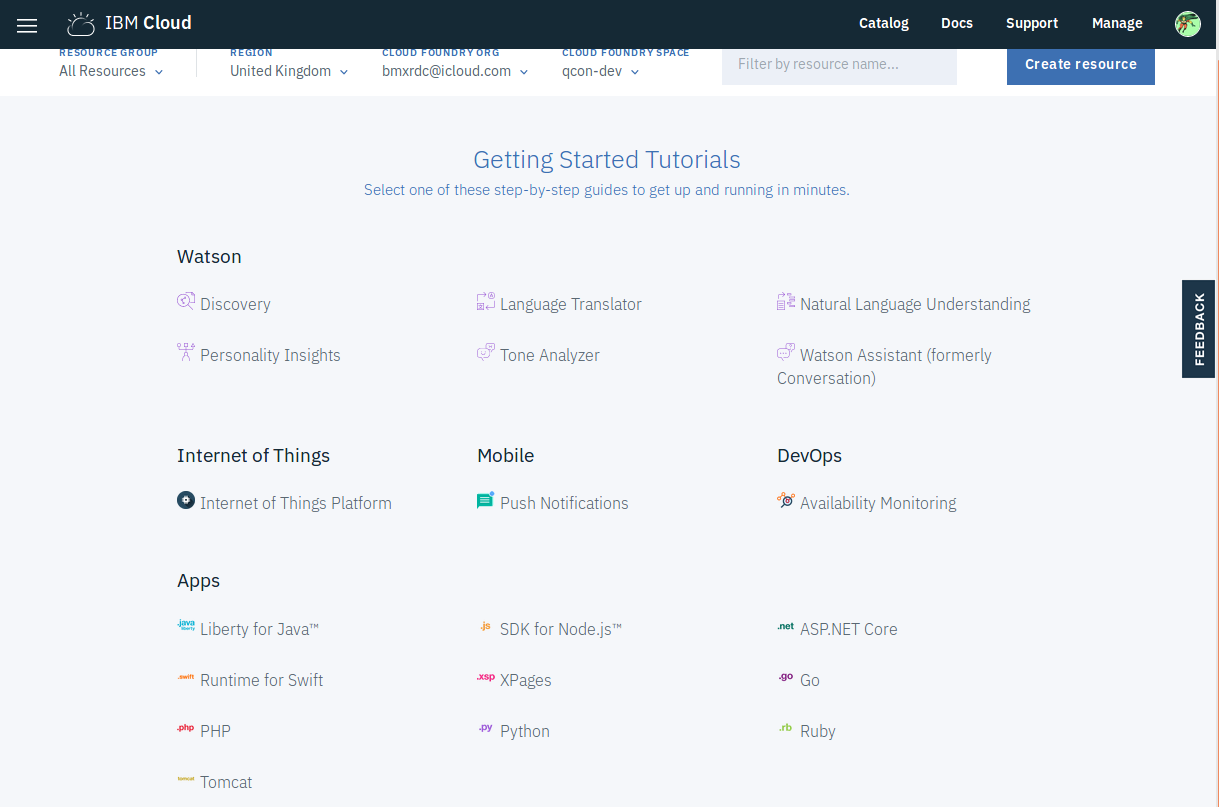 IBM Cloud
Catalog Docs Support Manage
RESOURCE GROUP REGION CLOUD FOUNDRY ORG CLOUD FOUNDRY SPACE
All Resources United Kingdom bmxrdc@icloud.com qcon-dev Filter by resource name... Create resource
Getting Started Tutorials
Select one of these step-by-step guides to get up and running in minutes.
Watson
Discovery Language Translator Natural Language Understanding
Personality Insights Tone Analyzer Watson Assistant (formerly
Conversation)
FEEDBACK
Internet of Things Mobile DevOps
Internet of Things Platform Push Notifications Availability Monitoring
Apps
java liberty Liberty for Java™ .js SDK for Node.js™ .net ASP.NET Core
.swift Runtime for Swift .xsp XPages .go Go
.php PHP .py Python .rb Ruby
tomcat Tomcat